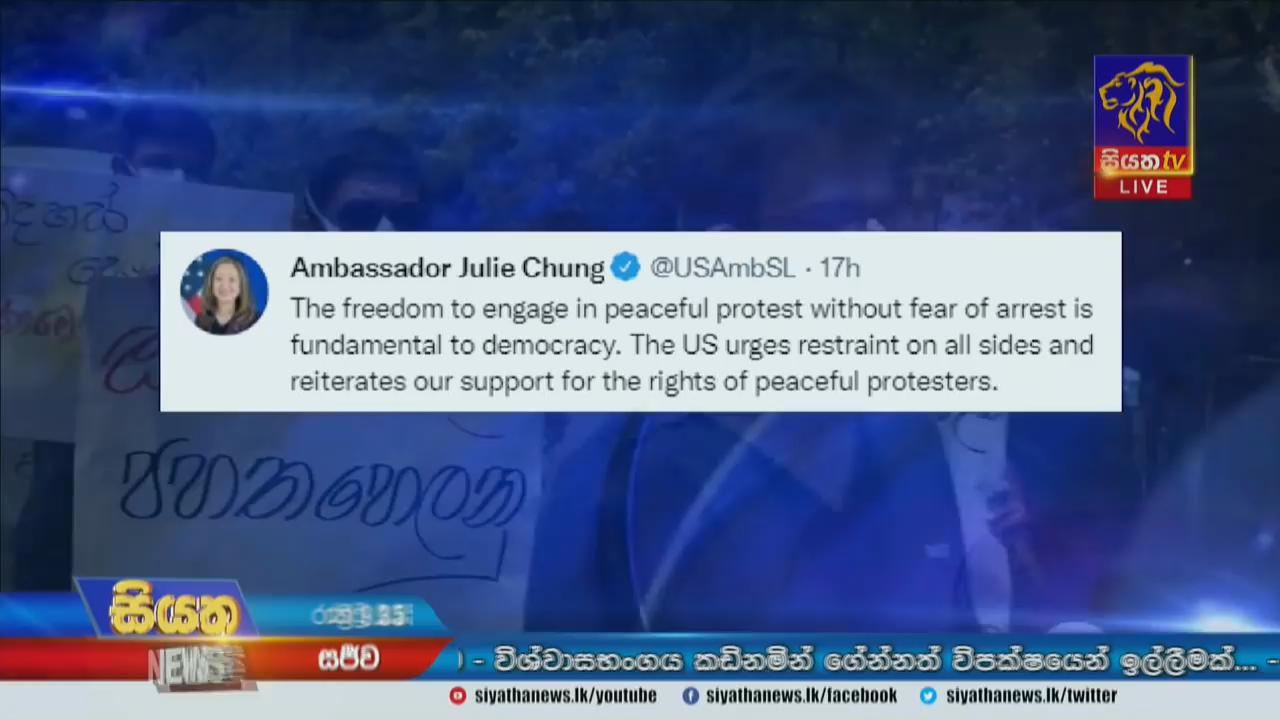 සියත tv
LIVE
Ambassador Julie Chung @USAmbSL · 17h
The freedom to engage in peaceful protest without fear of arrest is
fundamental to democracy. The US urges restraint on all sides and
reiterates our support for the rights of peaceful protesters.
සියත
NEWS
සජීව
) - විශ්වාසභංගය කඩිනමින් ගේන්නත් විපක්ෂයෙන් ඉල්ලීමක්... -
siyathanews.lk/youtube
siyathanews.lk/facebook
siyathanews.lk/twitter